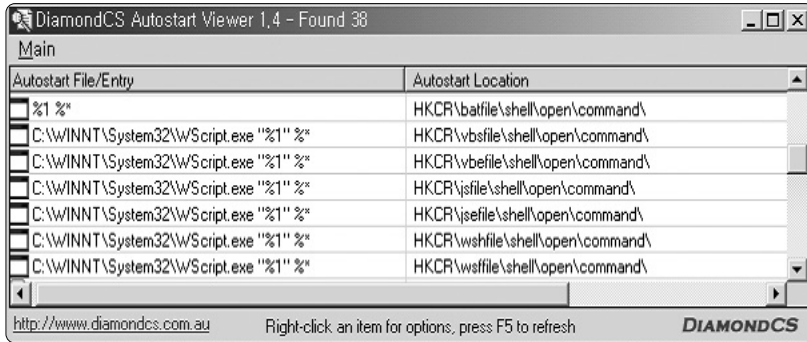 DiamondCS Autostart Viewer 1,4 - Found 38
Main
Autostart File/Entry Autostart Location
%1 %* HKCR\batfile\shell\open\command\
C:\WINNT\System32\WScript.exe "%1" %* HKCR\vbsfile\shell\open\command\
C:\WINNT\System32\WScript.exe "%1" %* HKCR\vbefile\shell\open\command\
C:\WINNT\System32\WScript.exe "%1" %* HKCR\jsfile\shell\open\command\
C:\WINNT\System32\WScript.exe "%1" %* HKCR\jsefile\shell\open\command\
C:\WINNT\System32\WScript.exe "%1" %* HKCR\wshfile\shell\open\command\
C:\WINNT\System32\WScript.exe "%1" %* HKCR\wsffile\shell\open\command\
http://www.diamondcs.com.au Right-click an item for options, press F5 to refresh DIAMONDCS